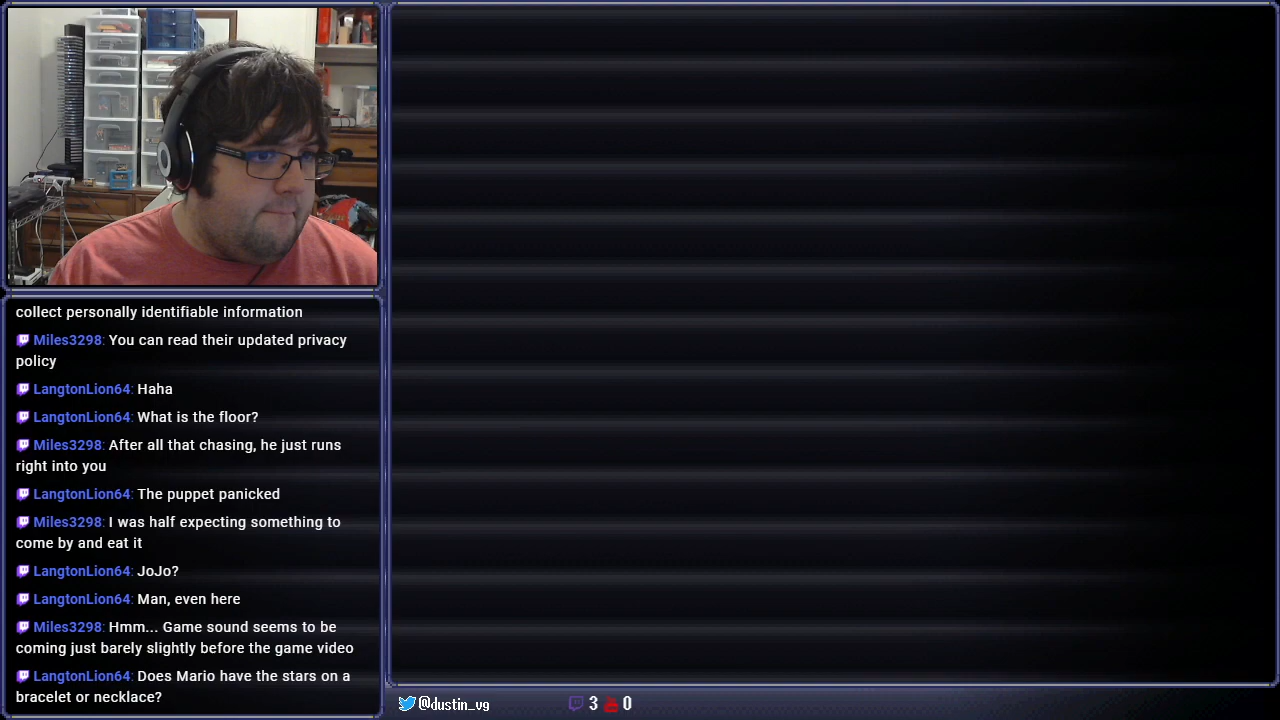 collect personally identifiable information
Miles3298: You can read their updated privacy
policy
LangtonLion64: Haha
LangtonLion64: What is the floor?
Miles3298: After all that chasing, he just runs
right into you
LangtonLion64: The puppet panicked
Miles3298: I was half expecting something to
come by and eat it
LangtonLion64: JoJo?
LangtonLion64: Man, even here
Miles3298: Hmm... Game sound seems to be
coming just barely slightly before the game video
LangtonLion64: Does Mario have the stars on a
bracelet or necklace?
@dustin_vg 3 0